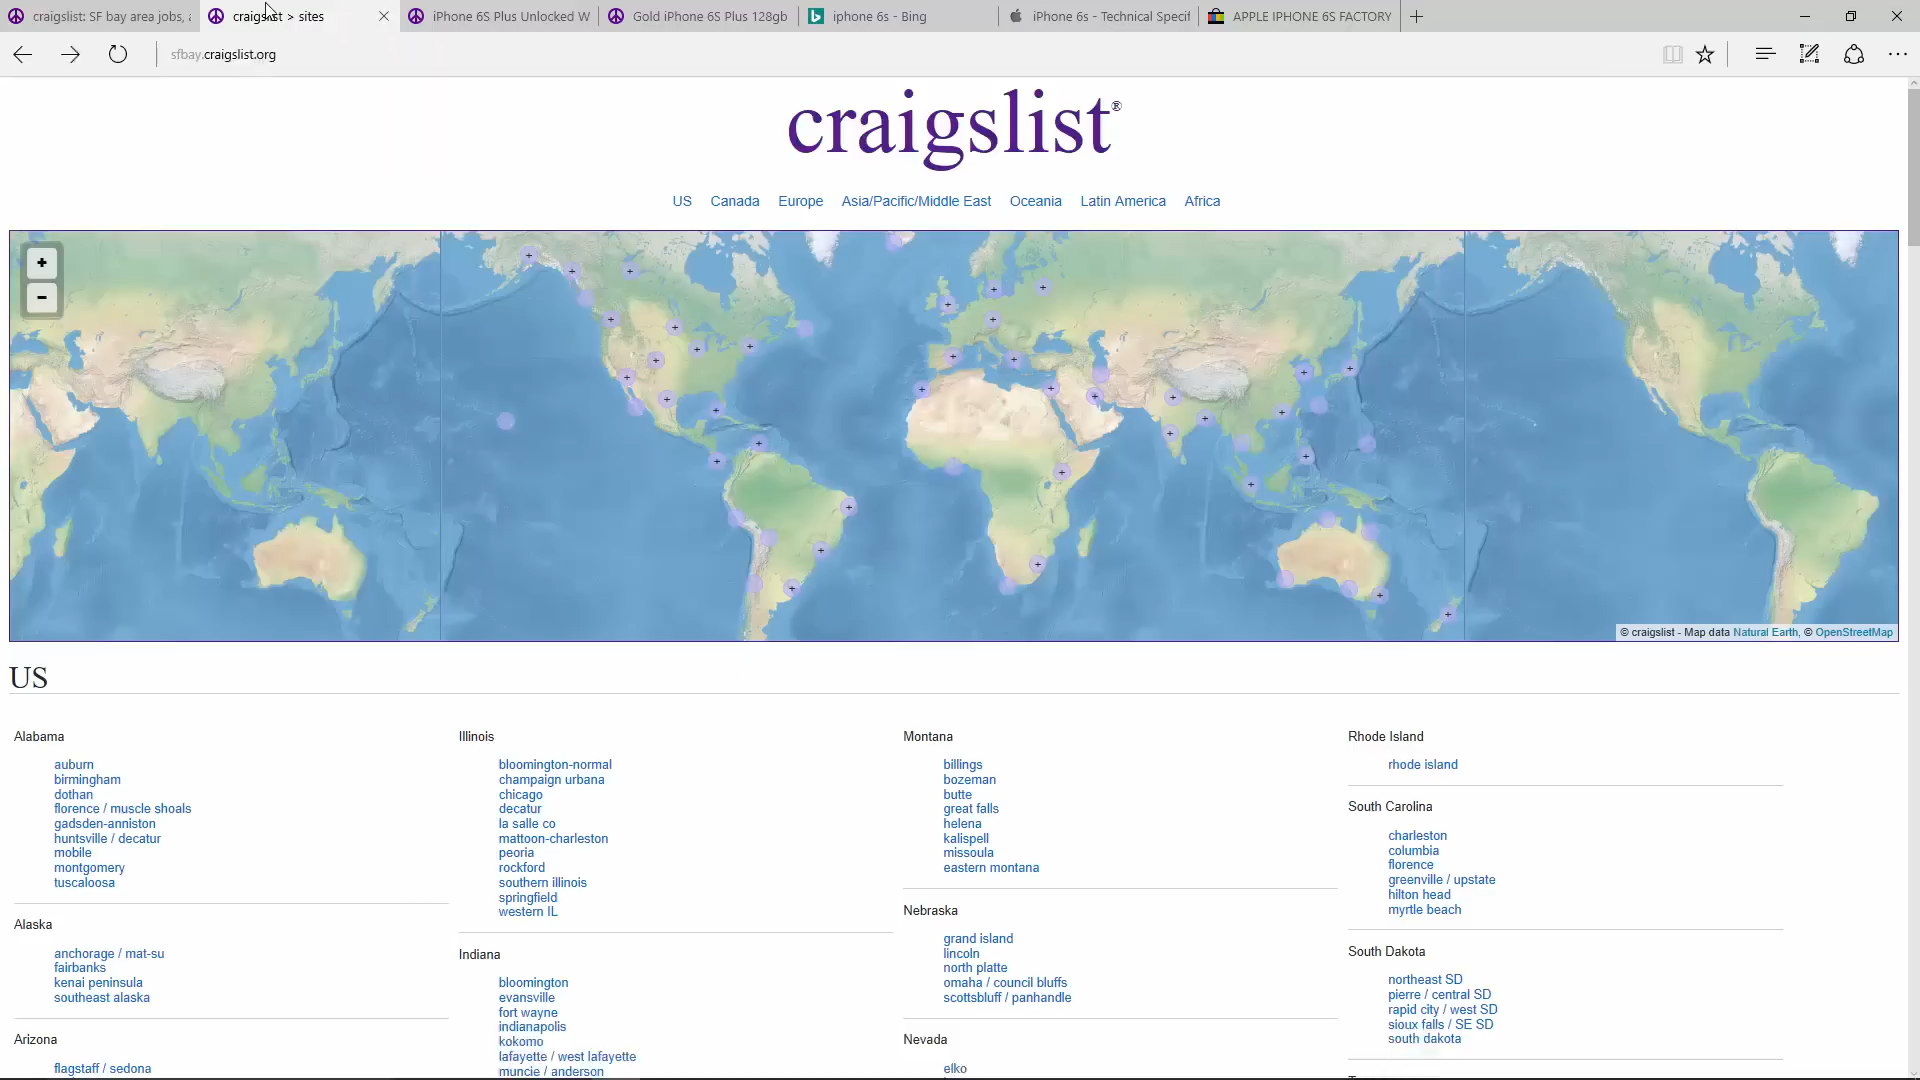 craigslist: SF bay area jobs, a
craigslist > sites
iPhone 6S Plus Unlocked W
Gold iPhone 6S Plus 128gb
iphone 6s - Bing
iPhone 6s - Technical Specif
APPLE IPHONE 6S FACTORY
sfbay.craigslist.org
craigslist®
US Canada Europe Asia/Pacific/Middle East Oceania Latin America Africa
+
−
© craigslist - Map data Natural Earth, © OpenStreetMap
US
Alabama
auburn
birmingham
dothan
florence / muscle shoals
gadsden-anniston
huntsville / decatur
mobile
montgomery
tuscaloosa
Alaska
anchorage / mat-su
fairbanks
kenai peninsula
southeast alaska
Arizona
flagstaff / sedona
Illinois
bloomington-normal
champaign urbana
chicago
decatur
la salle co
mattoon-charleston
peoria
rockford
southern illinois
springfield
western IL
Indiana
bloomington
evansville
fort wayne
indianapolis
kokomo
lafayette / west lafayette
muncie / anderson
Montana
billings
bozeman
butte
great falls
helena
kalispell
missoula
eastern montana
Nebraska
grand island
lincoln
north platte
omaha / council bluffs
scottsbluff / panhandle
Nevada
elko
Rhode Island
rhode island
South Carolina
charleston
columbia
florence
greenville / upstate
hilton head
myrtle beach
South Dakota
northeast SD
pierre / central SD
rapid city / west SD
sioux falls / SE SD
south dakota